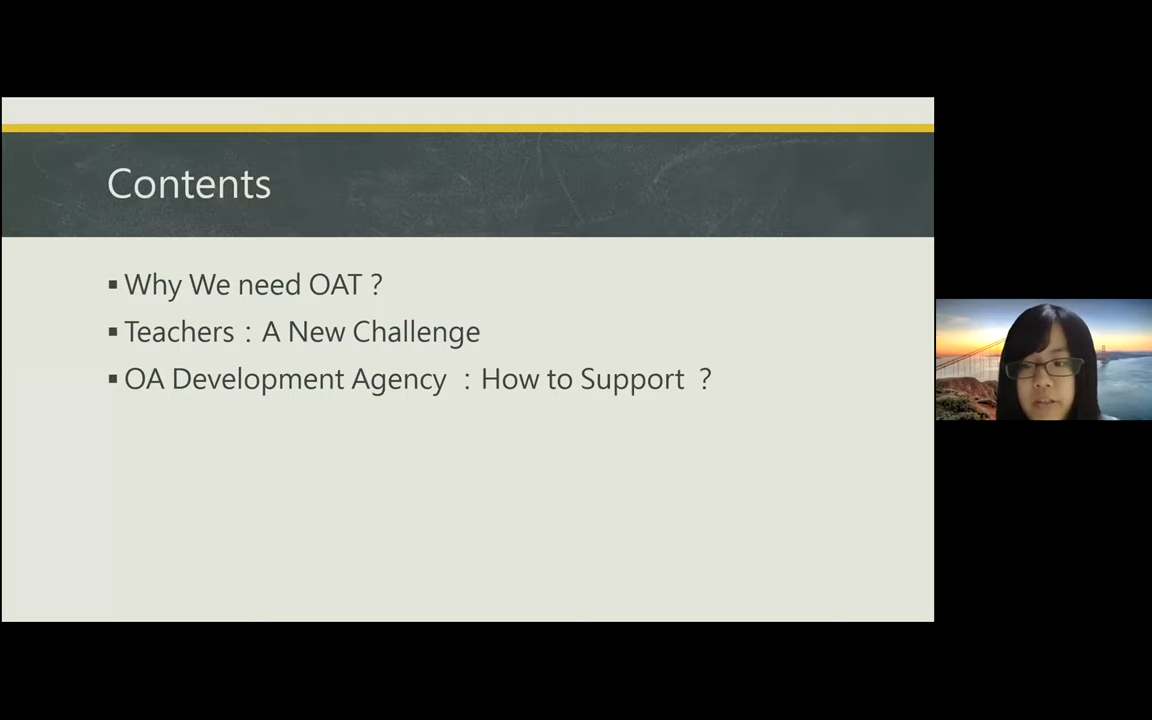 Contents
▪ Why We need OAT？
▪ Teachers：A New Challenge
▪ OA Development Agency ：How to Support ？